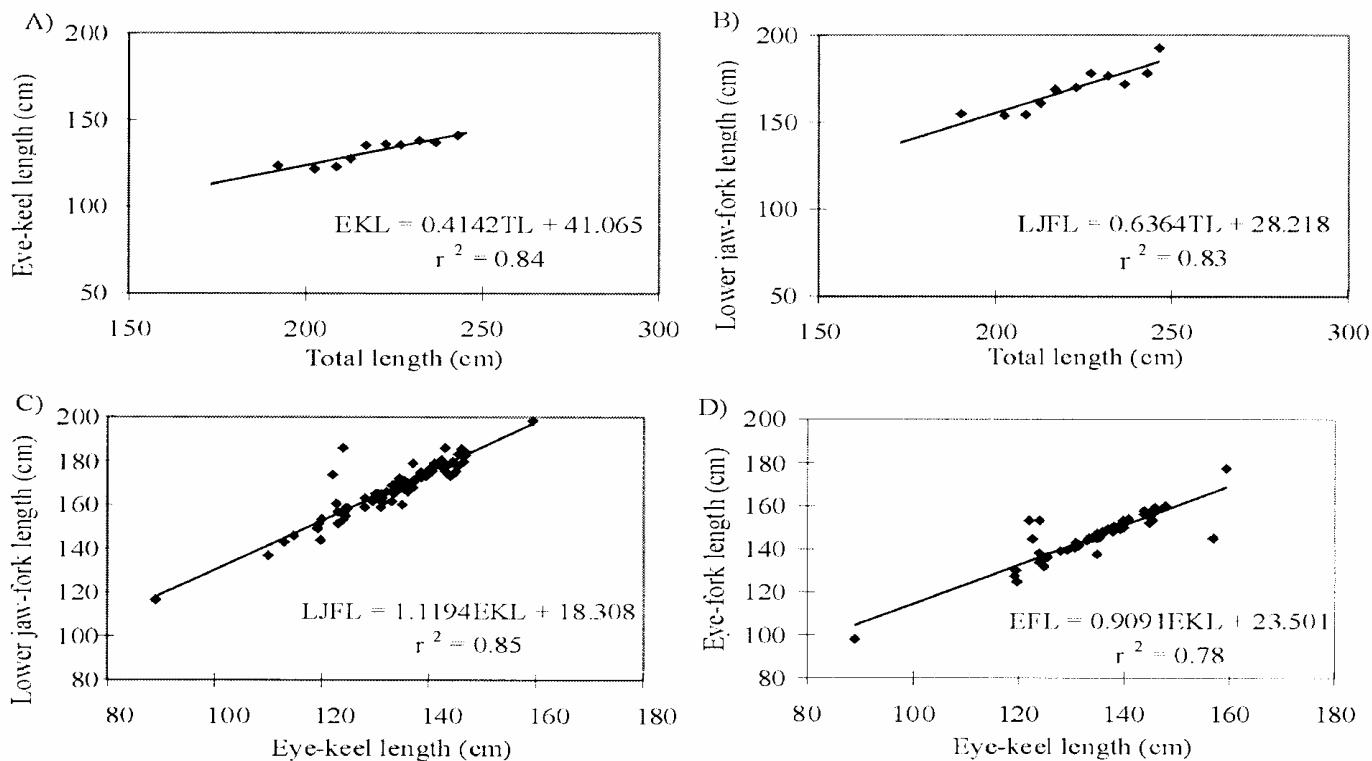 A)
200
150
100
50
Eye-keel length (cm)
EKL = 0.4142TL + 41.065
r ² = 0.84
150 200 250 300
Total length (cm)
B)
200
150
100
50
Lower jaw-fork length (cm)
LJFL = 0.6364TL + 28.218
r ² = 0.83
150 200 250 300
Total length (cm)
C)
200
180
160
140
120
100
80
Lower jaw-fork length (cm)
LJFL = 1.1194EKL + 18.308
r ² = 0.85
80 100 120 140 160 180
Eye-keel length (cm)
D)
200
180
160
140
120
100
80
Eye-fork length (cm)
EFL = 0.9091EKL + 23.501
r ² = 0.78
80 100 120 140 160 180
Eye-keel length (cm)